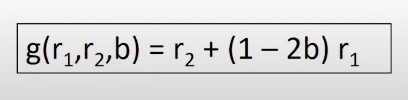 g(r₁,r₂,b) = r₂ + (1 – 2b) r₁